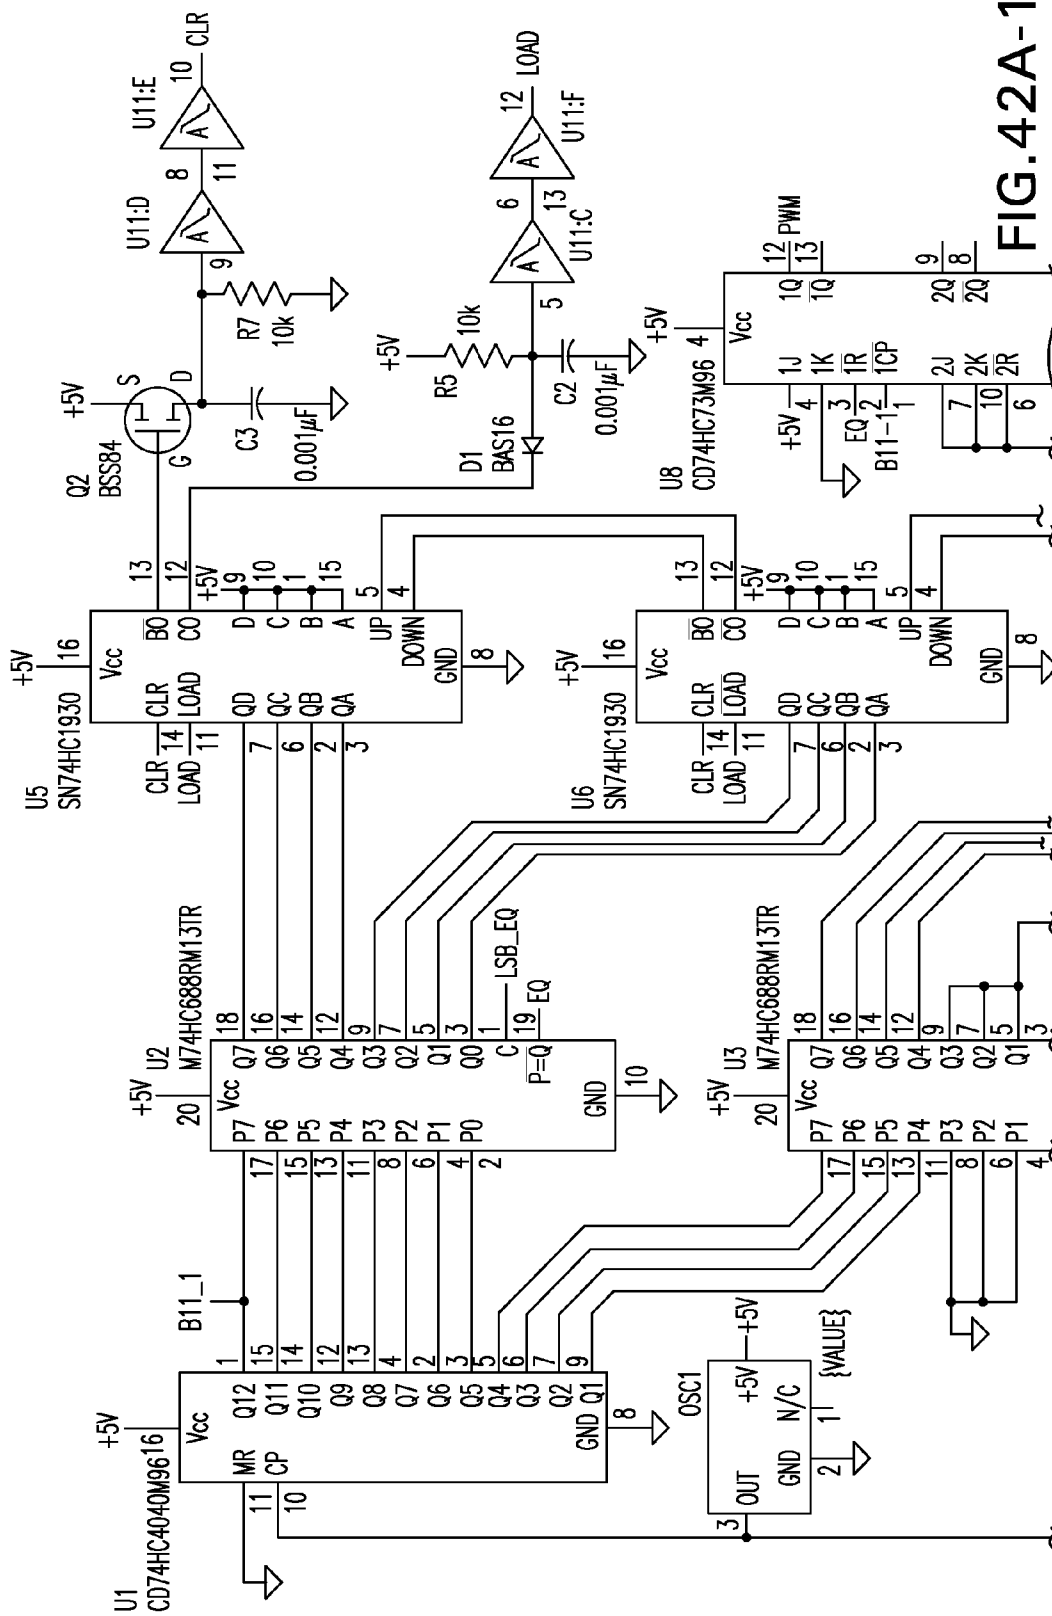 U1
CD74HC4040M96
+5V
16
Vcc
MR
CP
11
10
Q12
Q11
Q10
Q9
Q8
Q7
Q6
Q5
Q4
Q3
Q2
Q1
GND
8
1
15
14
12
13
4
2
3
5
6
7
9
B11_1
OSC1
+5V
+5V
OUT
3
GND
2
N/C
1
{VALUE}
U2
M74HC688RM13TR
+5V
20
Vcc
P7
P6
P5
P4
P3
P2
P1
P0
17
15
13
11
8
6
4
2
Q7
Q6
Q5
Q4
Q3
Q2
Q1
Q0
C
P=Q
GND
10
18
16
14
12
9
7
5
3
1
19
LSB_EQ
EQ
U3
M74HC688RM13TR
+5V
20
Vcc
P7
P6
P5
P4
P3
P2
P1
17
15
13
11
8
6
4
Q7
Q6
Q5
Q4
Q3
Q2
Q1
18
16
14
12
9
7
5
3
U5
SN74HC1930
+5V
16
Vcc
CLR
LOAD
CLR
14
LOAD
11
QD
QC
QB
QA
7
6
2
3
BO
CO
D
C
B
A
UP
DOWN
GND
8
13
12
+5V
9
10
1
15
5
4
U6
SN74HC1930
+5V
16
Vcc
CLR
LOAD
CLR
14
LOAD
11
QD
QC
QB
QA
7
6
2
3
BO
CO
D
C
B
A
UP
DOWN
GND
8
13
12
+5V
9
10
1
15
5
4
Q2
BSS84
+5V
S
D
G
C3
0.001µF
R7
10k
U11:D
9
8
U11:E
11
10
CLR
A
A
D1
BAS16
R5
10k
+5V
C2
0.001µF
U11:C
5
6
U11:F
13
12
LOAD
A
A
U8
CD74HC73M96
+5V
4
Vcc
+5V
4
EQ
3
2
B11-1
1
1J
1K
1R
1CP
2J
2K
2R
7
10
6
1Q
1Q
2Q
2Q
12
13
PWM
9
8
FIG.42A-1